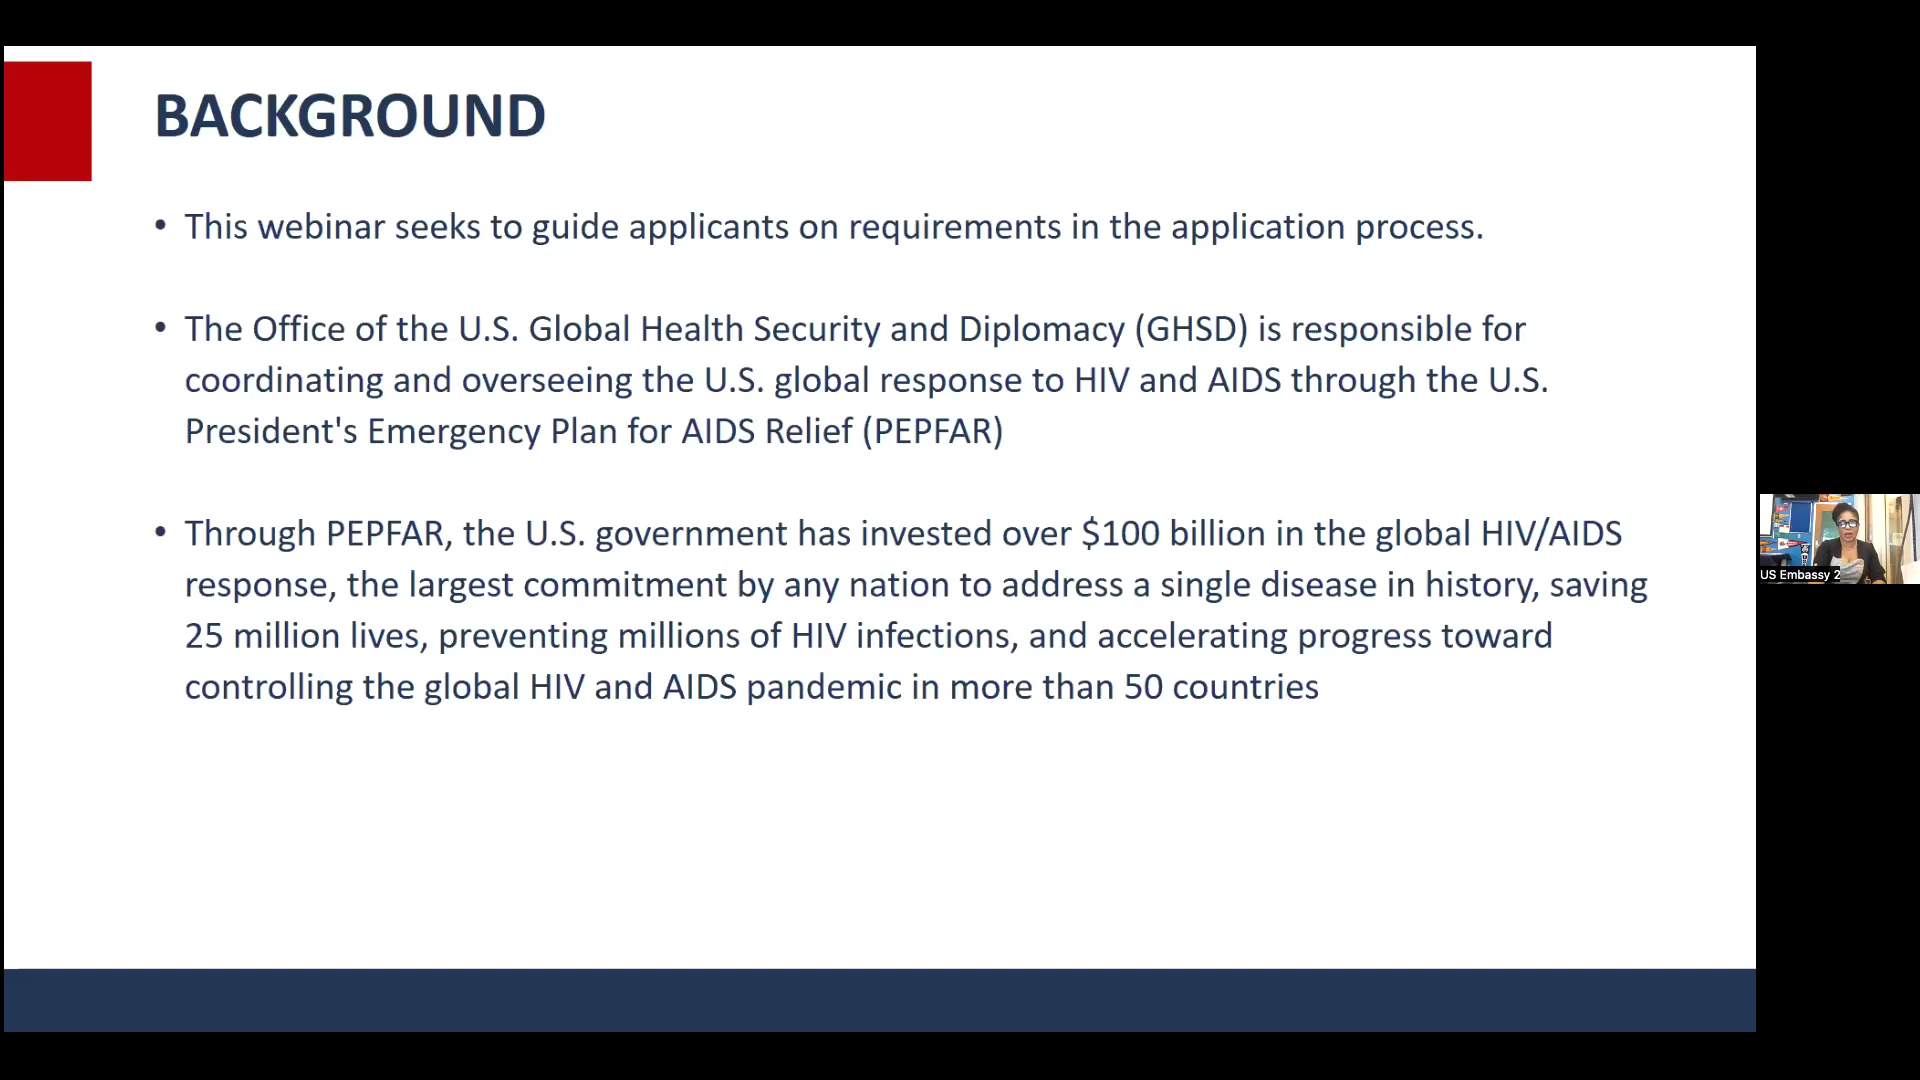 BACKGROUND
• This webinar seeks to guide applicants on requirements in the application process.
• The Office of the U.S. Global Health Security and Diplomacy (GHSD) is responsible for
coordinating and overseeing the U.S. global response to HIV and AIDS through the U.S.
President's Emergency Plan for AIDS Relief (PEPFAR)
• Through PEPFAR, the U.S. government has invested over $100 billion in the global HIV/AIDS
response, the largest commitment by any nation to address a single disease in history, saving
25 million lives, preventing millions of HIV infections, and accelerating progress toward
controlling the global HIV and AIDS pandemic in more than 50 countries
US Embassy 2